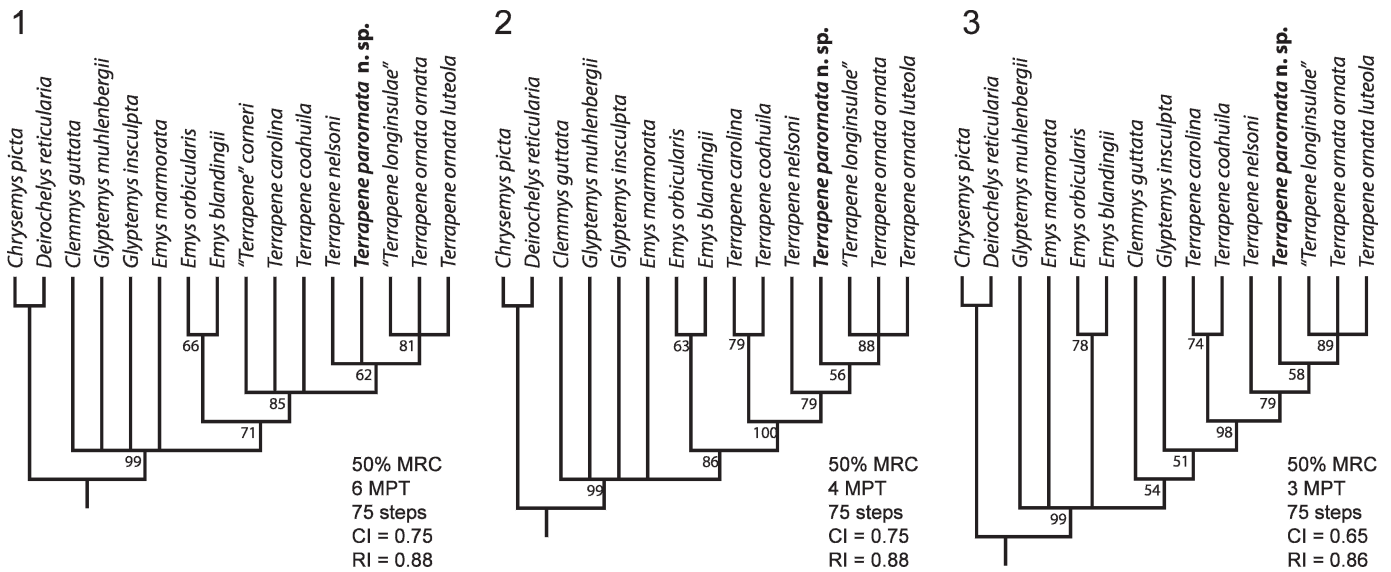 1
Chrysemys picta
Deirochelys reticularia
Clemmys guttata
Glyptemys muhlenbergii
Glyptemys insculpta
Emys marmorata
Emys orbicularis
Emys blandingii
"Terrapene" corneri
Terrapene carolina
Terrapene coahuila
Terrapene nelsoni
Terrapene parornata n. sp.
"Terrapene longinsulae"
Terrapene ornata ornata
Terrapene ornata luteola
66
81
62
85
71
99
50% MRC
6 MPT
75 steps
CI = 0.75
RI = 0.88
2
Chrysemys picta
Deirochelys reticularia
Clemmys guttata
Glyptemys muhlenbergii
Glyptemys insculpta
Emys marmorata
Emys orbicularis
Emys blandingii
Terrapene carolina
Terrapene coahuila
Terrapene nelsoni
Terrapene parornata n. sp.
"Terrapene longinsulae"
Terrapene ornata ornata
Terrapene ornata luteola
63
79
88
56
79
100
86
99
50% MRC
4 MPT
75 steps
CI = 0.75
RI = 0.88
3
Chrysemys picta
Deirochelys reticularia
Glyptemys muhlenbergii
Emys marmorata
Emys orbicularis
Emys blandingii
Clemmys guttata
Glyptemys insculpta
Terrapene carolina
Terrapene coahuila
Terrapene nelsoni
Terrapene parornata n. sp.
"Terrapene longinsulae"
Terrapene ornata ornata
Terrapene ornata luteola
78
74
89
58
79
98
51
54
99
50% MRC
3 MPT
75 steps
CI = 0.65
RI = 0.86